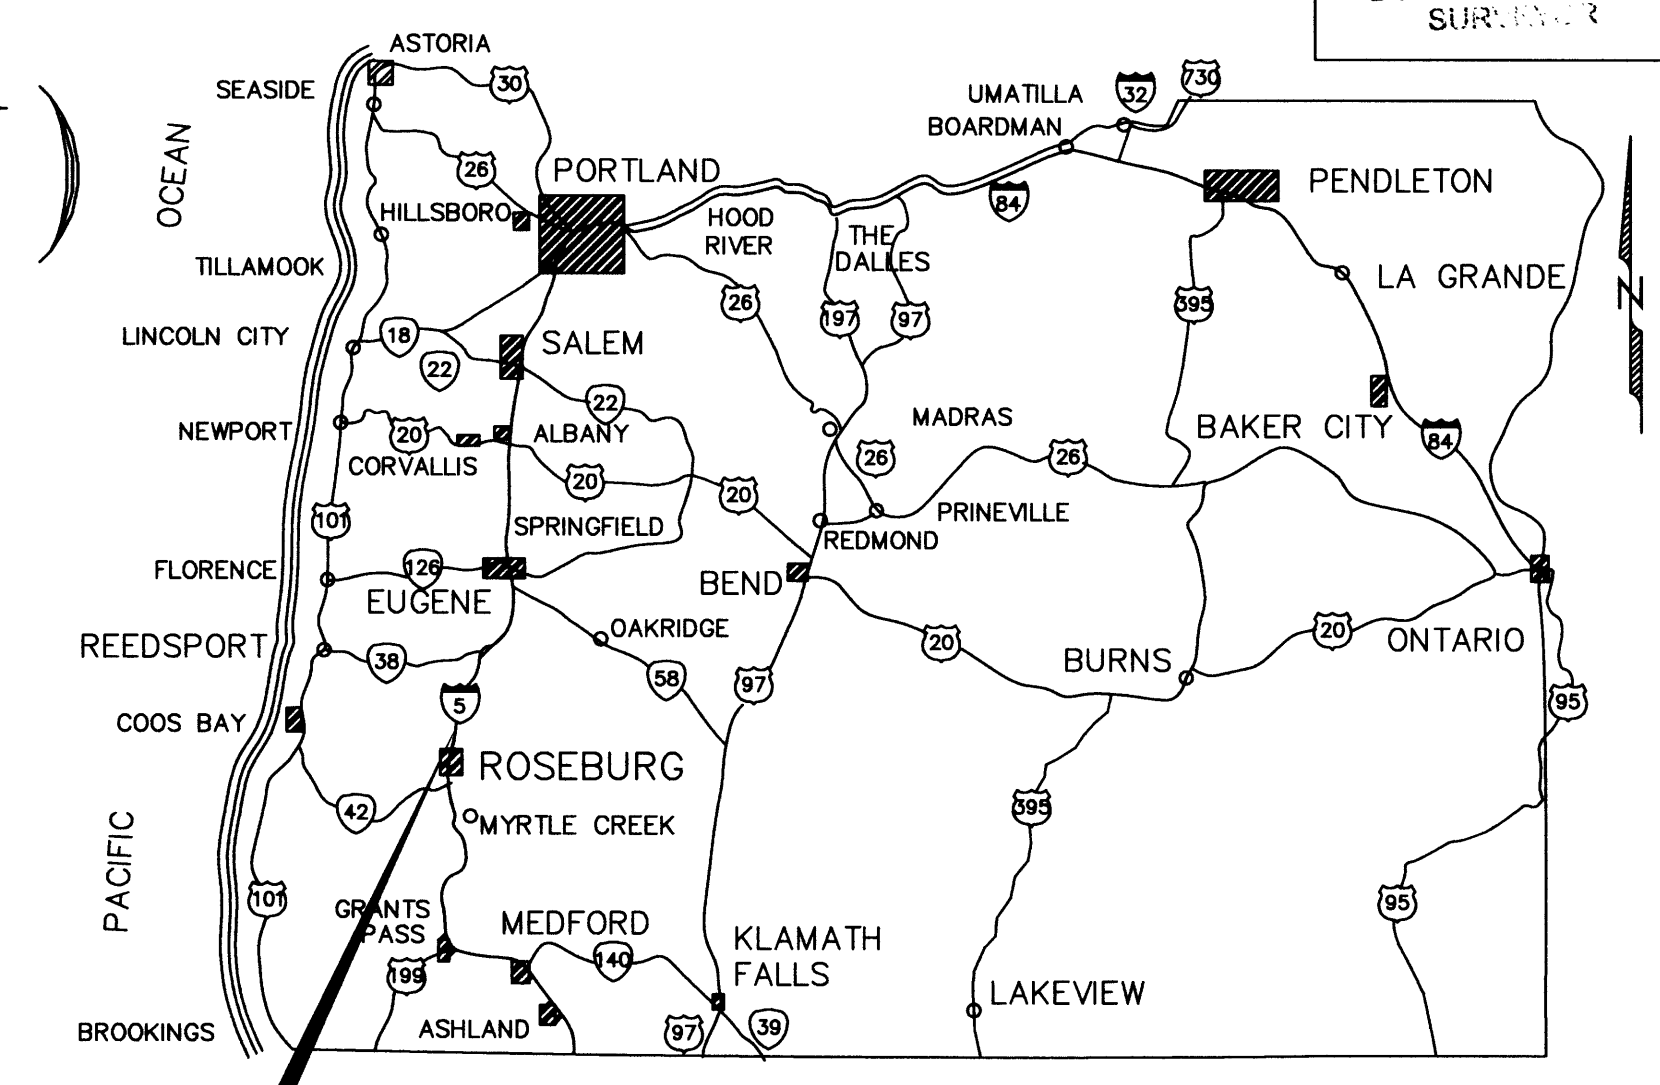 SURVEYOR
ASTORIA
SEASIDE
30
UMATILLA
32
730
BOARDMAN
OCEAN
26
PORTLAND
PENDLETON
84
HILLSBORO
HOOD
RIVER
THE
DALLES
TILLAMOOK
LA GRANDE
N
26
197
97
395
LINCOLN CITY
18
SALEM
22
22
MADRAS
BAKER CITY
84
NEWPORT
20
ALBANY
CORVALLIS
26
26
20
20
101
SPRINGFIELD
PRINEVILLE
REDMOND
FLORENCE
126
BEND
EUGENE
OAKRIDGE
REEDSPORT
38
20
20
BURNS
ONTARIO
58
97
5
95
COOS BAY
ROSEBURG
42
MYRTLE CREEK
395
PACIFIC
101
95
GRANTS
PASS
MEDFORD
KLAMATH
FALLS
140
199
LAKEVIEW
BROOKINGS
ASHLAND
97
39